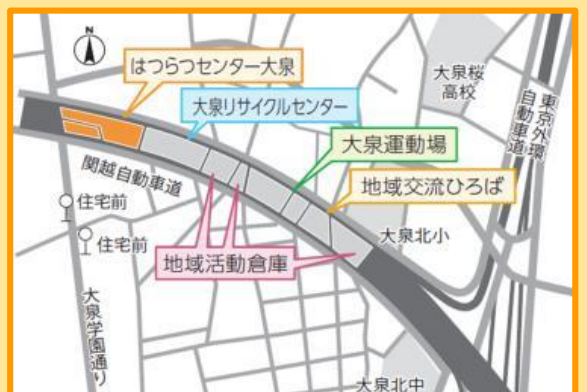 はつらつセンター大泉
大泉リサイクルセンター
大泉運動場
地域交流ひろば
地域活動倉庫
関越自動車道
住宅前
住宅前
大泉学園通り
大泉桜
高校
東京外環
自動車道
大泉北小
大泉北中